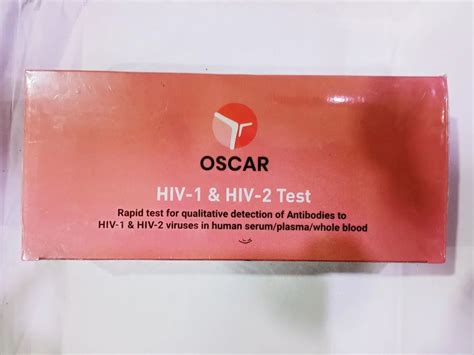 OSCAR
HIV-1 & HIV-2 Test
Rapid test for qualitative detection of Antibodies to
HIV-1 & HIV-2 viruses in human serum/plasma/whole blood